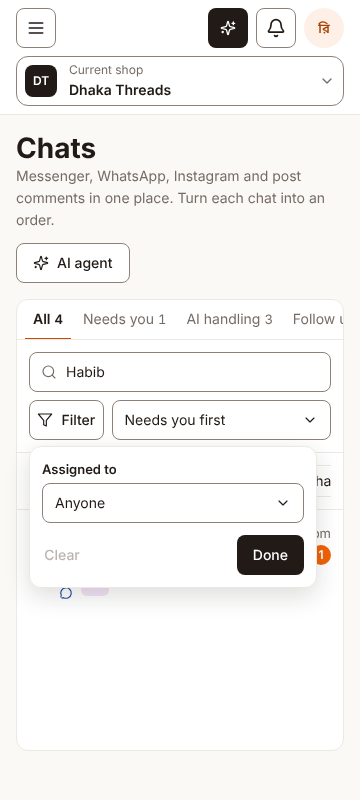 রি
DT
Current shop
Dhaka Threads
Chats
Messenger, WhatsApp, Instagram and post
comments in one place. Turn each chat into an
order.
AI agent
All 4
Needs you 1
AI handling 3
Follow
Habib
Filter
Needs you first
Assigned to
Anyone
Clear
Done
1